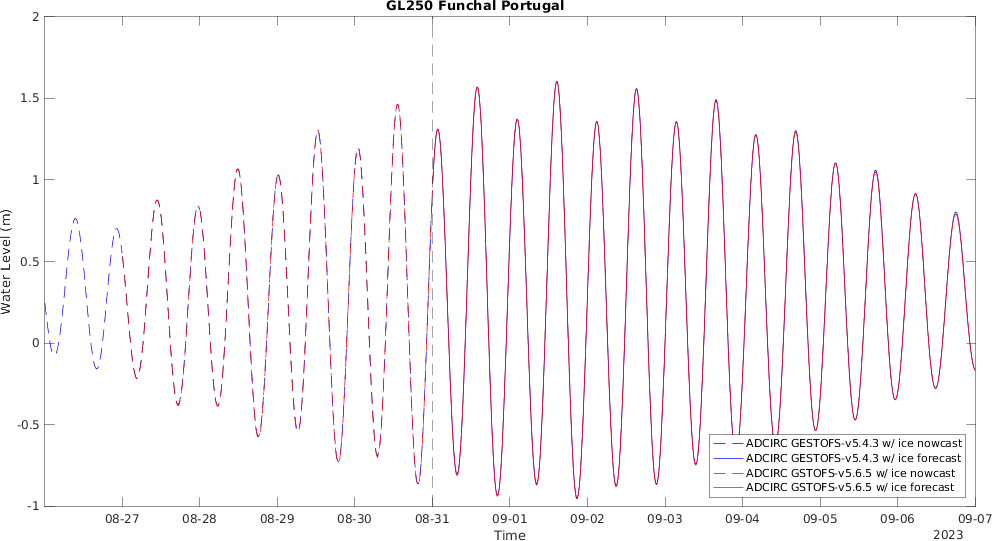 GL250 Funchal Portugal
2
1.5
1
0.5
0
-0.5
-1
Water Level (m)
ADCIRC GESTOFS-v5.4.3 w/ ice nowcast
ADCIRC GESTOFS-v5.4.3 w/ ice forecast
ADCIRC GSTOFS-v5.6.5 w/ ice nowcast
ADCIRC GSTOFS-v5.6.5 w/ ice forecast
08-27 08-28 08-29 08-30 08-31 09-01 09-02 09-03 09-04 09-05 09-06 09-07
Time
2023